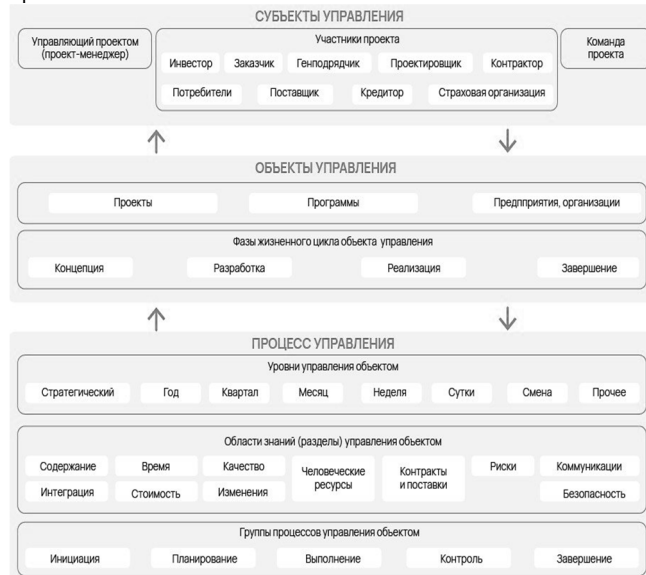 СУБЪЕКТЫ УПРАВЛЕНИЯ
Управляющий проектом
(проект-менеджер)
Участники проекта
Инвестор Заказчик Генподрядчик Проектировщик Контрактор
Потребители Поставщик Кредитор Страховая организация
Команда
проекта
ОБЪЕКТЫ УПРАВЛЕНИЯ
Проекты Программы Предпприятия, организации
Фазы жизненного цикла объекта управления
Концепция Разработка Реализация Завершение
ПРОЦЕСС УПРАВЛЕНИЯ
Уровни управления объектом
Стратегический Год Квартал Месяц Неделя Сутки Смена Прочее
Области знаний (разделы) управления объектом
Содержание Время Качество Человеческие ресурсы Контракты и поставки Риски Коммуникации
Интеграция Стоимость Изменения Безопасность
Группы процессов управления объектом
Инициация Планирование Выполнение Контроль Завершение